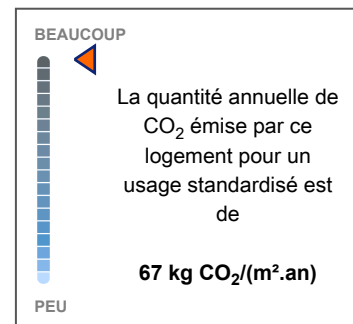 BEAUCOUP
La quantité annuelle de
CO₂ émise par ce
logement pour un
usage standardisé est
de
67 kg CO₂/(m².an)
PEU